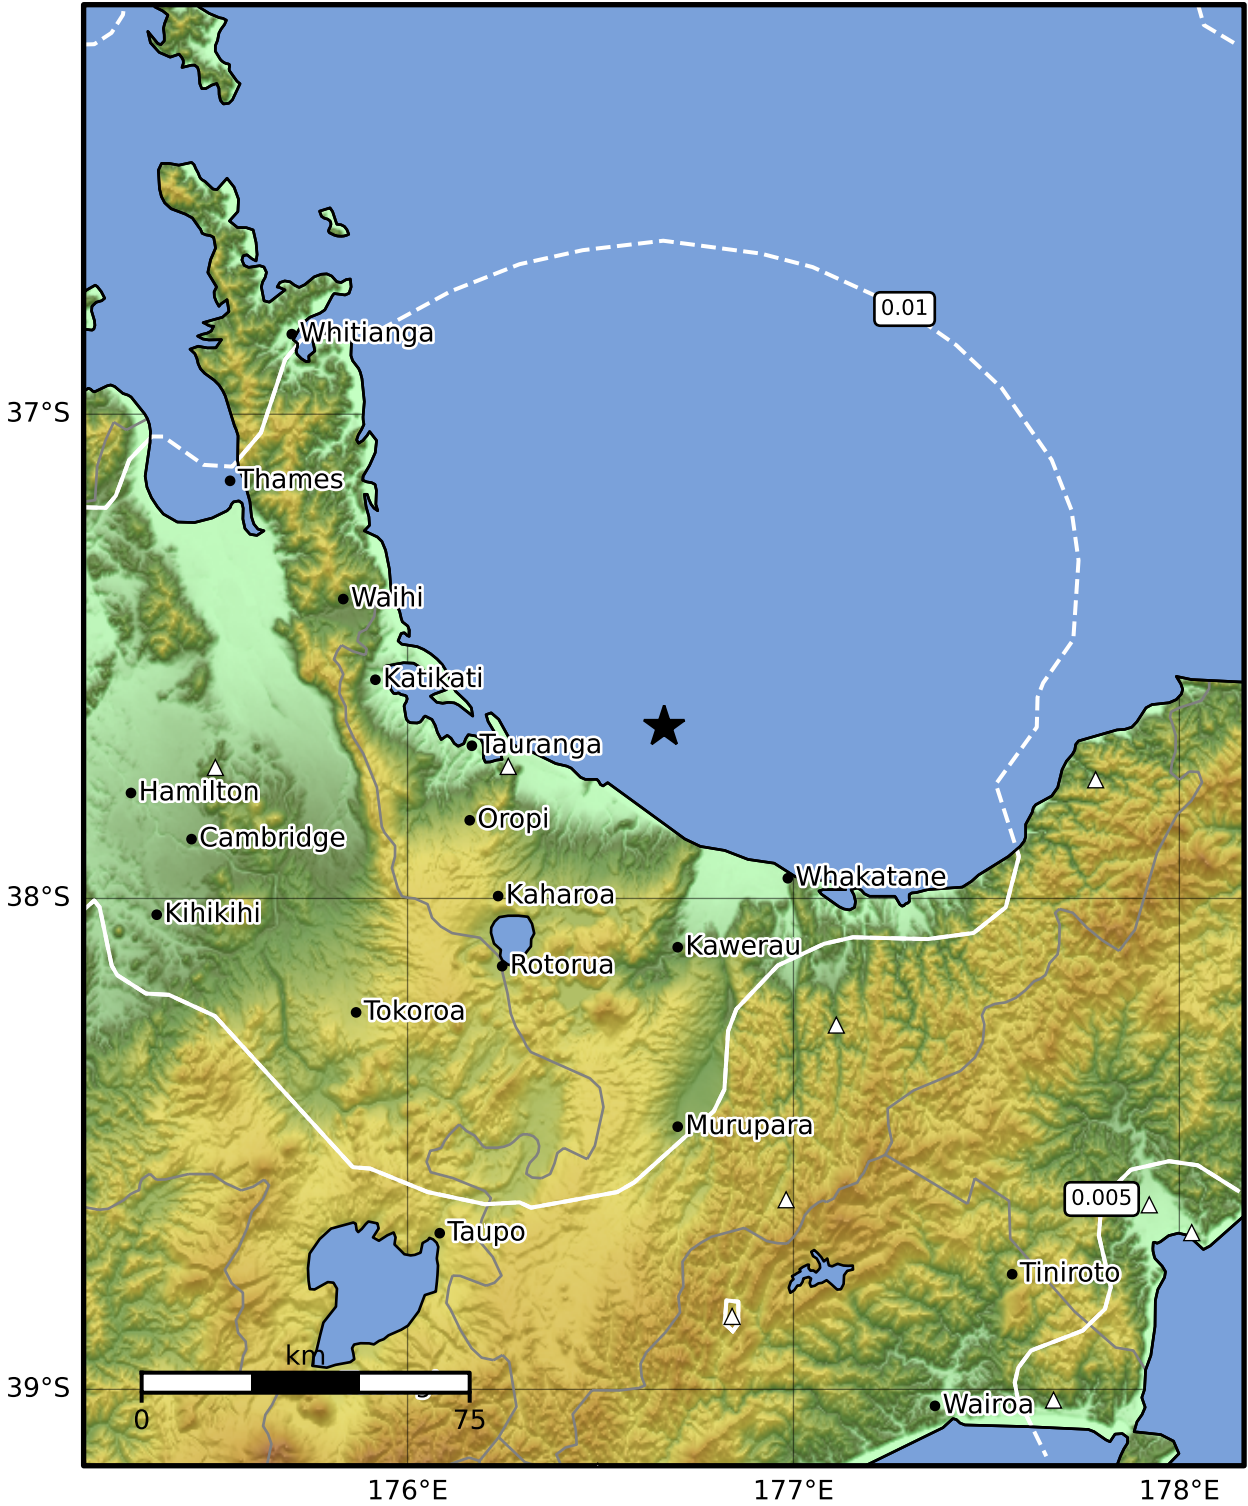 0.01
Whitianga
37°S
Thames
Waihi
Katikati
Tauranga
Hamilton
Oropi
Cambridge
Whakatane
38°S
Kaharoa
Kihikihi
Kawerau
Rotorua
Tokoroa
Murupara
0.005
Taupo
Tiniroto
km
39°S
Wairoa
0
75
176°E
177°E
178°E